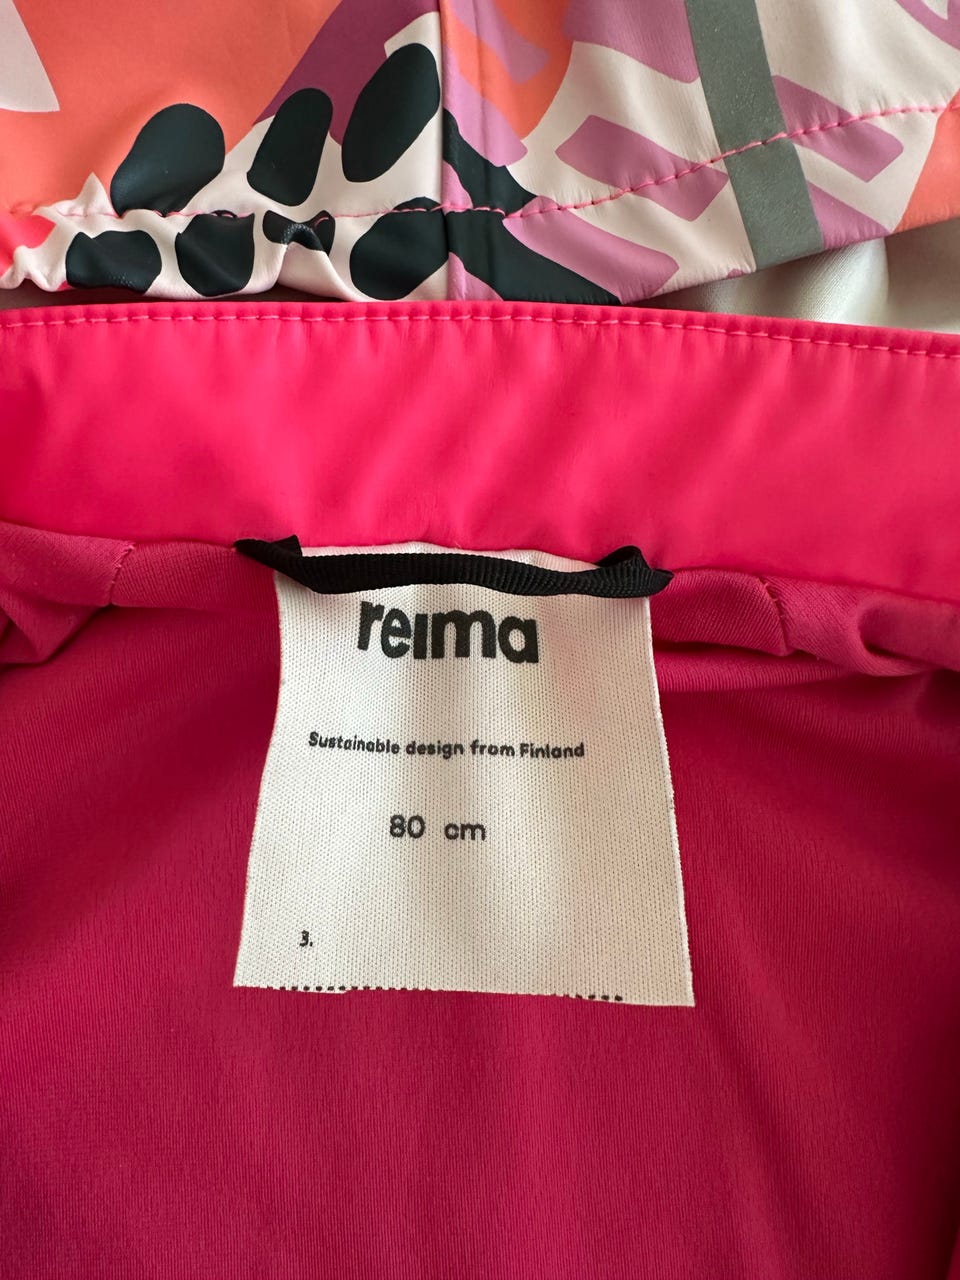 reima
Sustainable design from Finland
80 cm
3.